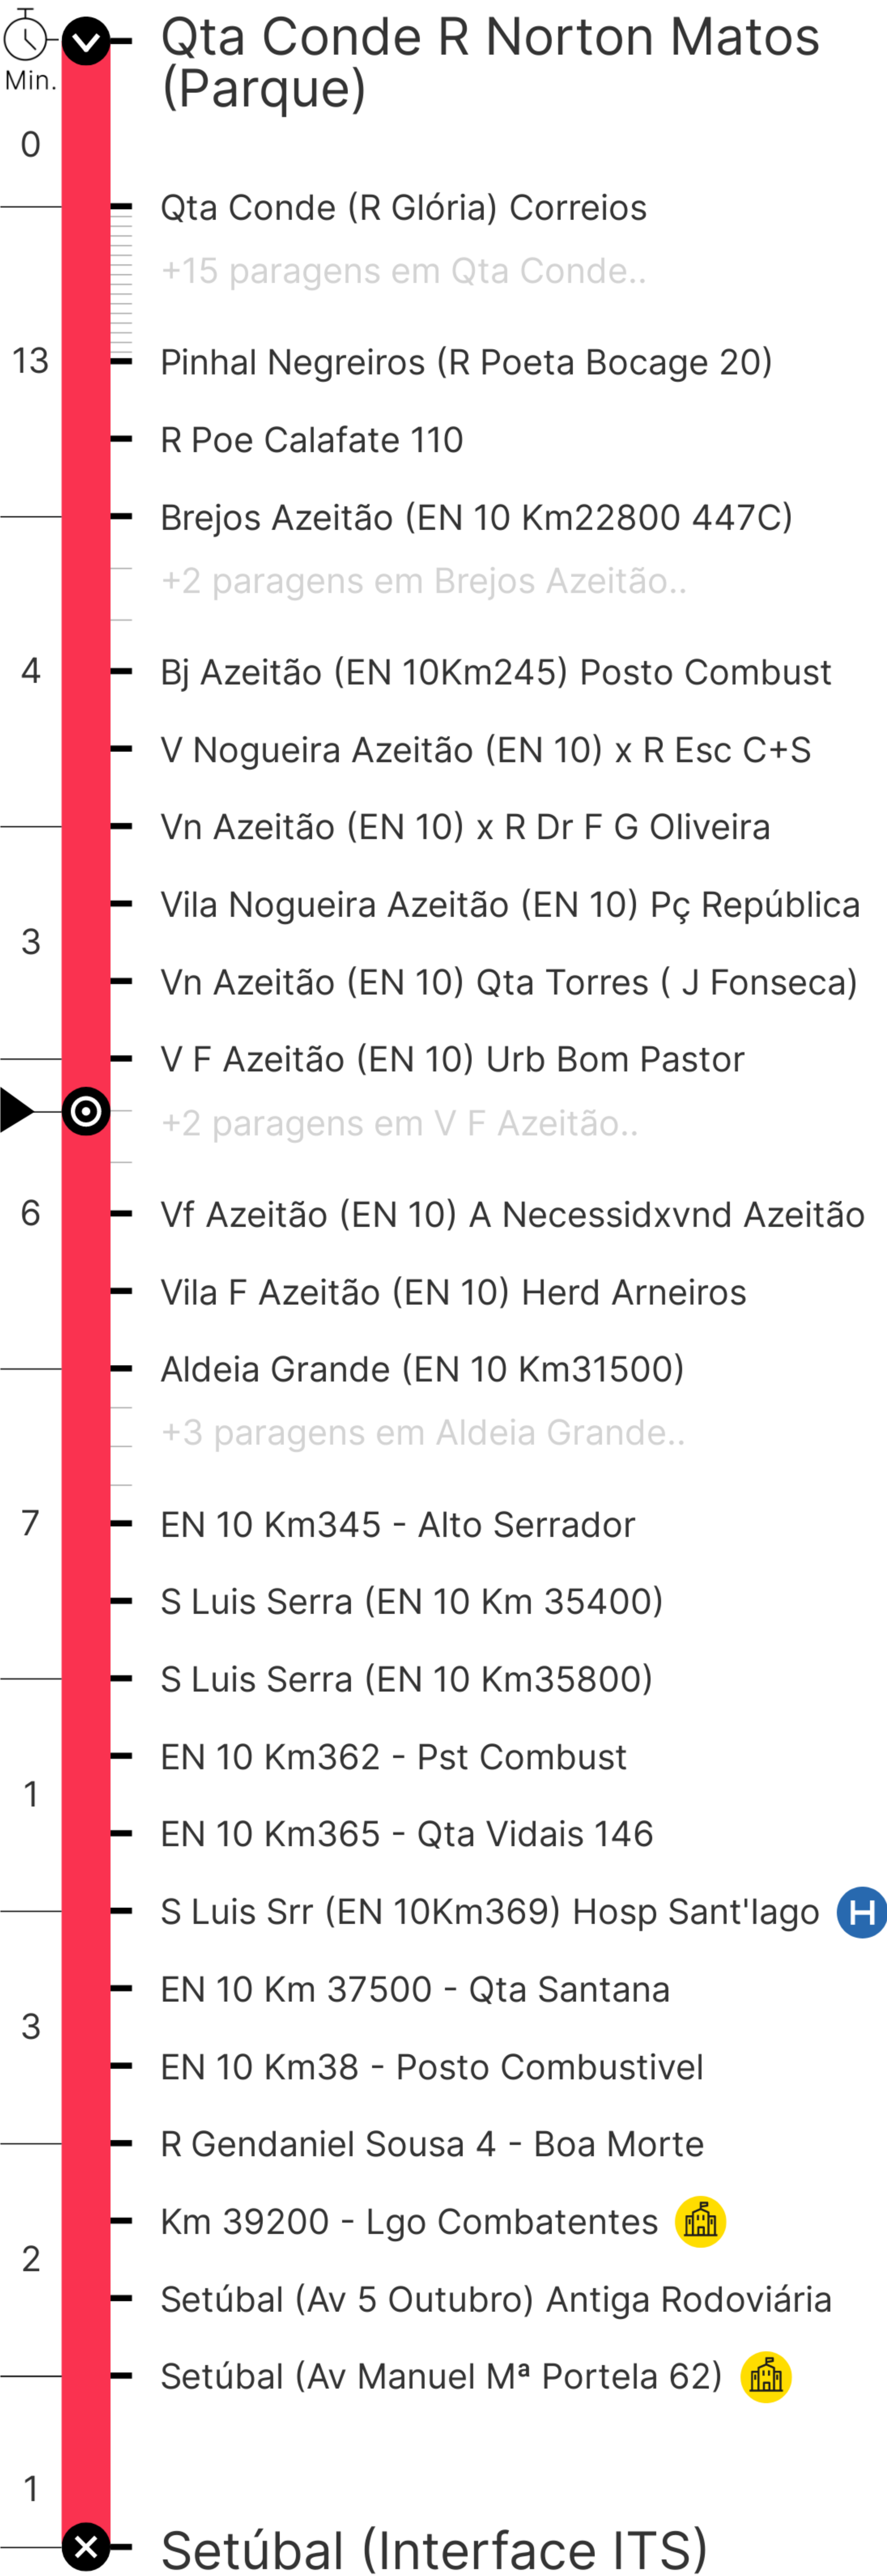 Qta Conde R Norton Matos
(Parque)
Min.
0
Qta Conde (R Glória) Correios
+15 paragens em Qta Conde..
13
Pinhal Negreiros (R Poeta Bocage 20)
R Poe Calafate 110
Brejos Azeitão (EN 10 Km22800 447C)
+2 paragens em Brejos Azeitão..
4
Bj Azeitão (EN 10Km245) Posto Combust
V Nogueira Azeitão (EN 10) x R Esc C+S
Vn Azeitão (EN 10) x R Dr F G Oliveira
Vila Nogueira Azeitão (EN 10) Pç República
3
Vn Azeitão (EN 10) Qta Torres ( J Fonseca)
V F Azeitão (EN 10) Urb Bom Pastor
+2 paragens em V F Azeitão..
6
Vf Azeitão (EN 10) A Necessidxvnd Azeitão
Vila F Azeitão (EN 10) Herd Arneiros
Aldeia Grande (EN 10 Km31500)
+3 paragens em Aldeia Grande..
7
EN 10 Km345 - Alto Serrador
S Luis Serra (EN 10 Km 35400)
S Luis Serra (EN 10 Km35800)
EN 10 Km362 - Pst Combust
1
EN 10 Km365 - Qta Vidais 146
S Luis Srr (EN 10Km369) Hosp Sant'Iago H
EN 10 Km 37500 - Qta Santana
3
EN 10 Km38 - Posto Combustivel
R Gendaniel Sousa 4 - Boa Morte
Km 39200 - Lgo Combatentes
2
Setúbal (Av 5 Outubro) Antiga Rodoviária
Setúbal (Av Manuel Mª Portela 62)
1
Setúbal (Interface ITS)